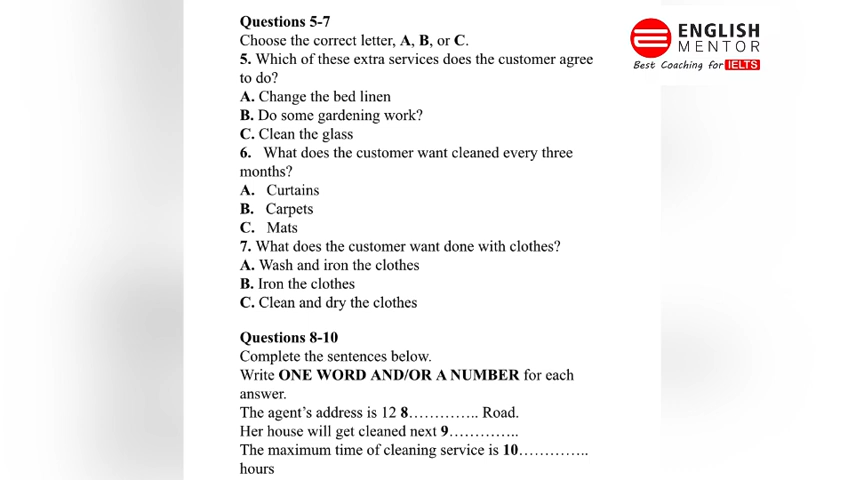 Questions 5-7
Choose the correct letter, A, B, or C.
5. Which of these extra services does the customer agree
to do?
A. Change the bed linen
B. Do some gardening work?
C. Clean the glass
6. What does the customer want cleaned every three
months?
A. Curtains
B. Carpets
C. Mats
7. What does the customer want done with clothes?
A. Wash and iron the clothes
B. Iron the clothes
C. Clean and dry the clothes
Questions 8-10
Complete the sentences below.
Write ONE WORD AND/OR A NUMBER for each
answer.
The agent’s address is 12 8………….. Road.
Her house will get cleaned next 9…………..
The maximum time of cleaning service is 10…………..
hours
ENGLISH
MENTOR
Best Coaching for IELTS